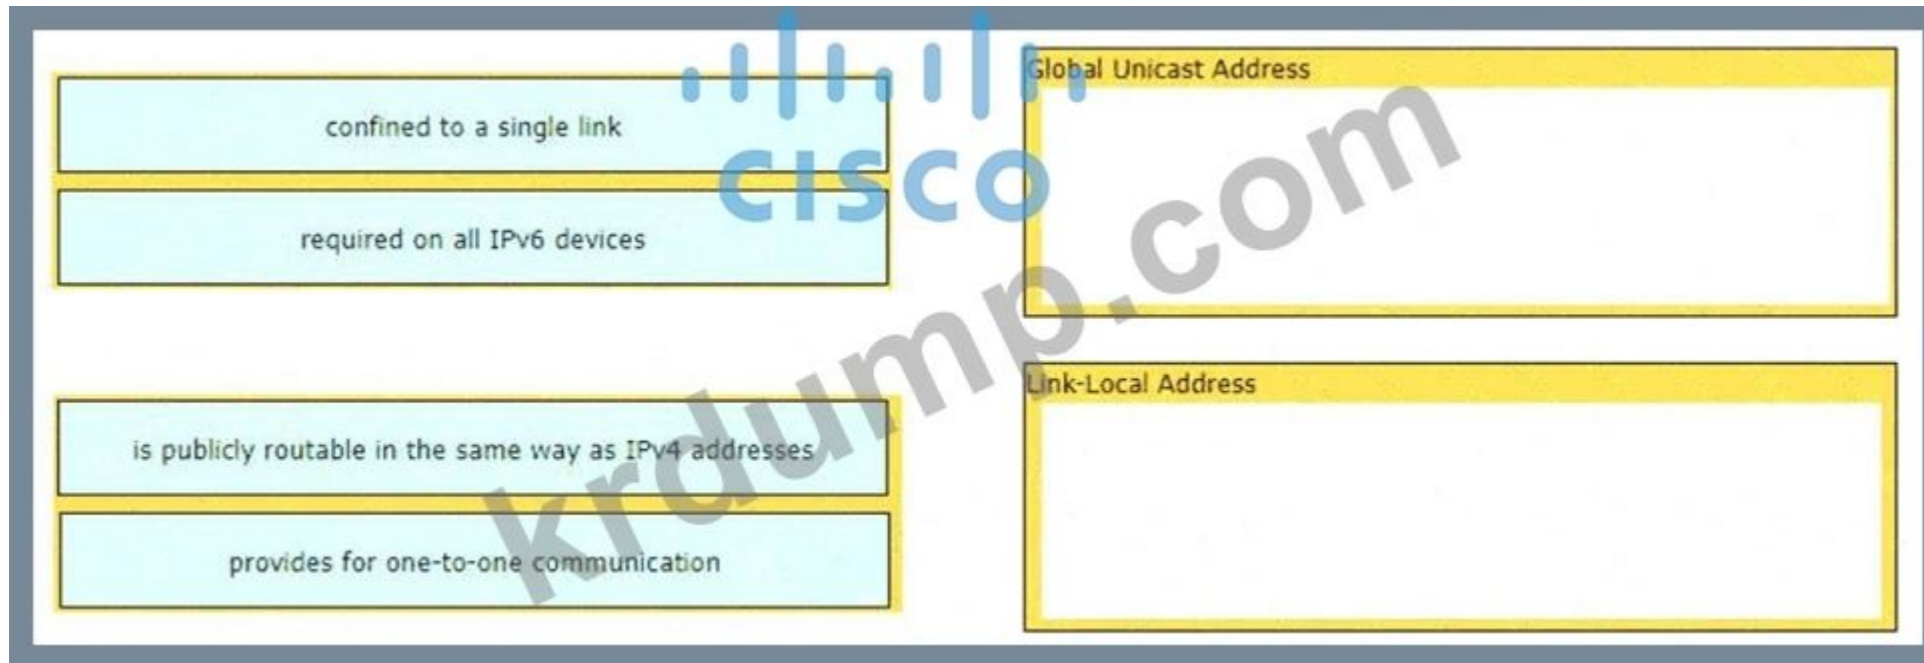 confined to a single link
required on all IPv6 devices
is publicly routable in the same way as IPv4 addresses
provides for one-to-one communication
Global Unicast Address
Link-Local Address
CISCO
krdump.com